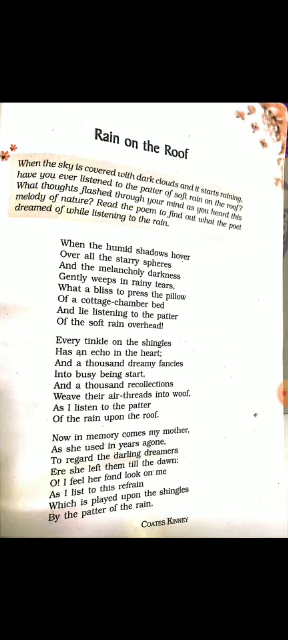 Rain on the Roof
When the sky is covered with dark clouds and it starts raining,
have you ever listened to the patter of soft rain on the roof?
What thoughts flashed through your mind as you heard this
melody of nature? Read the poem to find out what the poet
dreamed of while listening to the rain.
When the humid shadows hover
Over all the starry spheres
And the melancholy darkness
Gently weeps in rainy tears,
What a bliss to press the pillow
Of a cottage-chamber bed
And lie listening to the patter
Of the soft rain overhead!
Every tinkle on the shingles
Has an echo in the heart;
And a thousand dreamy fancies
Into busy being start,
And a thousand recollections
Weave their air-threads into woof,
As I listen to the patter
Of the rain upon the roof.
Now in memory comes my mother,
As she used in years agone,
To regard the darling dreamers
Ere she left them till the dawn:
O! I feel her fond look on me
As I list to this refrain
Which is played upon the shingles
By the patter of the rain.
COATES KINNEY